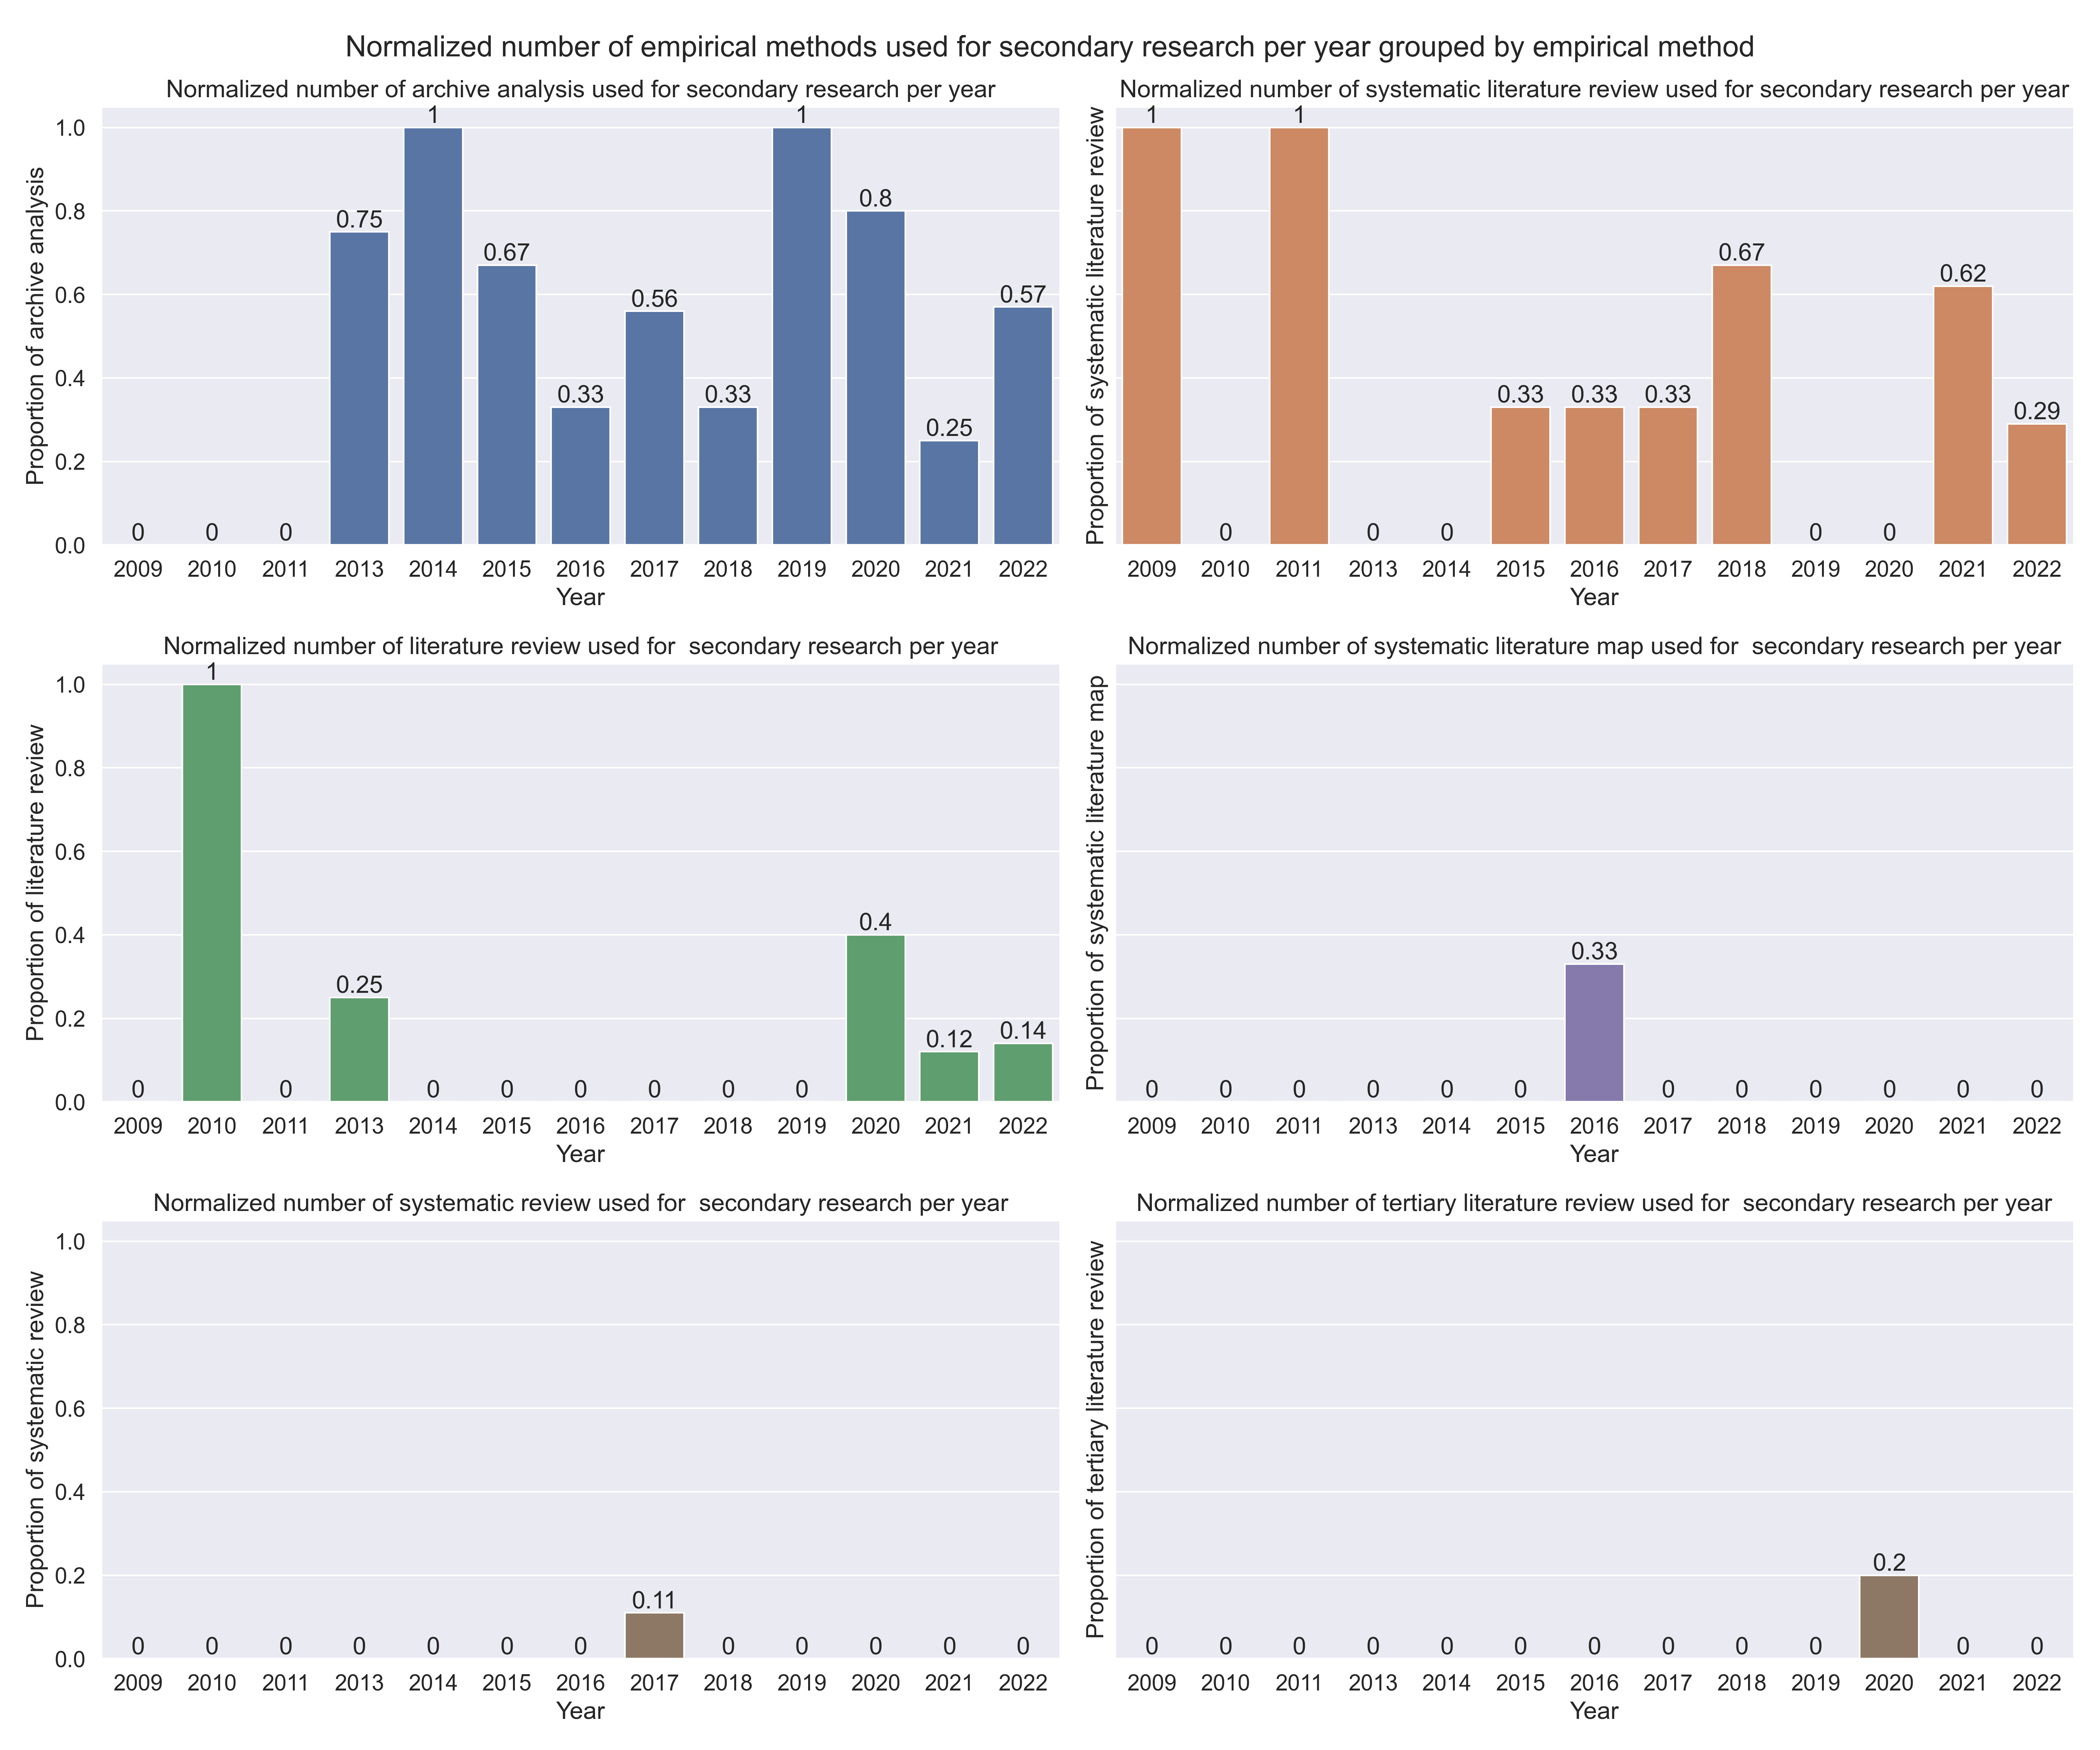 Normalized number of empirical methods used for secondary research per year grouped by empirical method
Normalized number of archive analysis used for secondary research per year
Proportion of archive analysis
1.0
0.8
0.6
0.4
0.2
0.0
0 0 0 0.75 1 0.67 0.33 0.56 0.33 1 0.8 0.25 0.57
2009 2010 2011 2013 2014 2015 2016 2017 2018 2019 2020 2021 2022
Year
Normalized number of systematic literature review used for secondary research per year
Proportion of systematic literature review
1 0 1 0 0 0.33 0.33 0.33 0.67 0 0 0.62 0.29
2009 2010 2011 2013 2014 2015 2016 2017 2018 2019 2020 2021 2022
Year
Normalized number of literature review used for  secondary research per year
Proportion of literature review
1.0
0.8
0.6
0.4
0.2
0.0
0 1 0 0.25 0 0 0 0 0 0 0.4 0.12 0.14
2009 2010 2011 2013 2014 2015 2016 2017 2018 2019 2020 2021 2022
Year
Normalized number of systematic literature map used for  secondary research per year
Proportion of systematic literature map
0 0 0 0 0 0 0.33 0 0 0 0 0 0
2009 2010 2011 2013 2014 2015 2016 2017 2018 2019 2020 2021 2022
Year
Normalized number of systematic review used for  secondary research per year
Proportion of systematic review
1.0
0.8
0.6
0.4
0.2
0.0
0 0 0 0 0 0 0 0.11 0 0 0 0 0
2009 2010 2011 2013 2014 2015 2016 2017 2018 2019 2020 2021 2022
Year
Normalized number of tertiary literature review used for  secondary research per year
Proportion of tertiary literature review
0 0 0 0 0 0 0 0 0 0 0.2 0 0
2009 2010 2011 2013 2014 2015 2016 2017 2018 2019 2020 2021 2022
Year